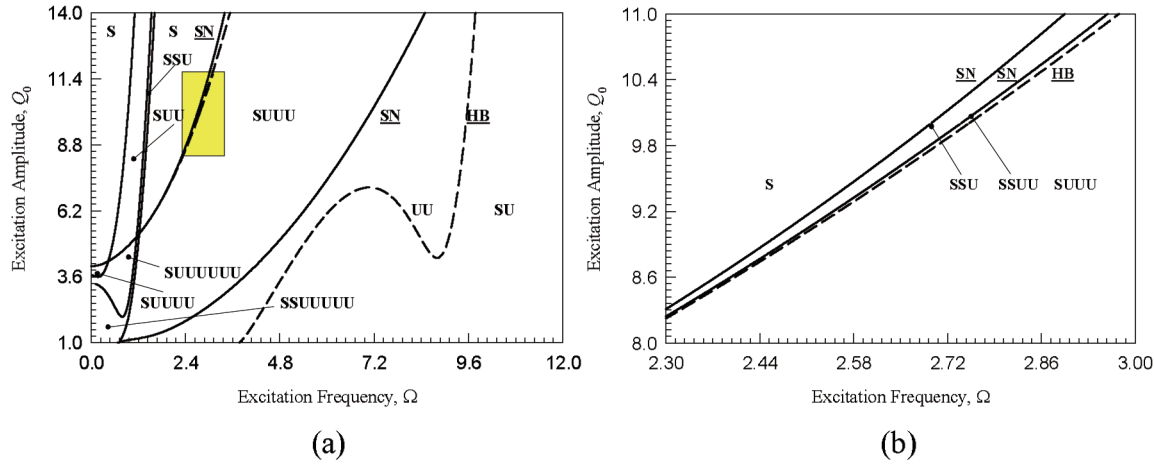 14.0
11.4
8.8
6.2
3.6
1.0
Excitation Amplitude, Q₀
S
S
SN
SSU
SUU
SUUU
SN
HB
UU
SU
SUUUUUU
SUUUU
SSUUUUU
0.0 2.4 4.8 7.2 9.6 12.0
Excitation Frequency, Ω
(a)
11.0
10.4
9.8
9.2
8.6
8.0
Excitation Amplitude, Q₀
SN SN HB
S
SSU SSUU SUUU
2.30 2.44 2.58 2.72 2.86 3.00
Excitation Frequency, Ω
(b)